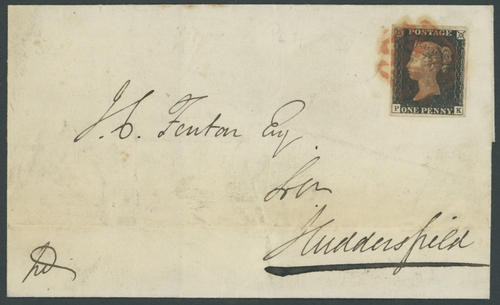 POSTAGE
P ONE PENNY K
J. C. Fenton Esq
Huddersfield